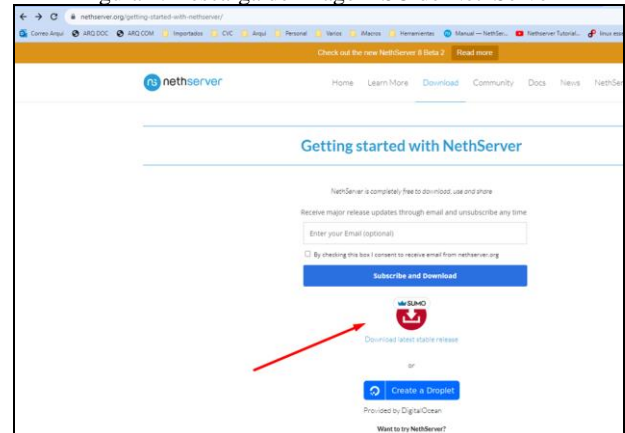 nethserver.org/getting-started-with-nethserver/
Correo Arqui ARQ DOC ARQ COM Importados CVC Arqui Personal Varios iMacros Herramientas Manual — NethSer... Nethserver Tutorial...
Check out the new NethServer 8 Beta 2 Read more
nethserver
Home Learn More Download Community Docs News
Getting started with NethServer
NethServer is completely free to download, use and share
Receive major release updates through email and unsubscribe any time
Enter your Email (optional)
By checking this box I consent to receive email from nethserver.org
Subscribe and Download
SUMO
Download latest stable release
or
Create a Droplet
Provided by DigitalOcean
Want to try NethServer?